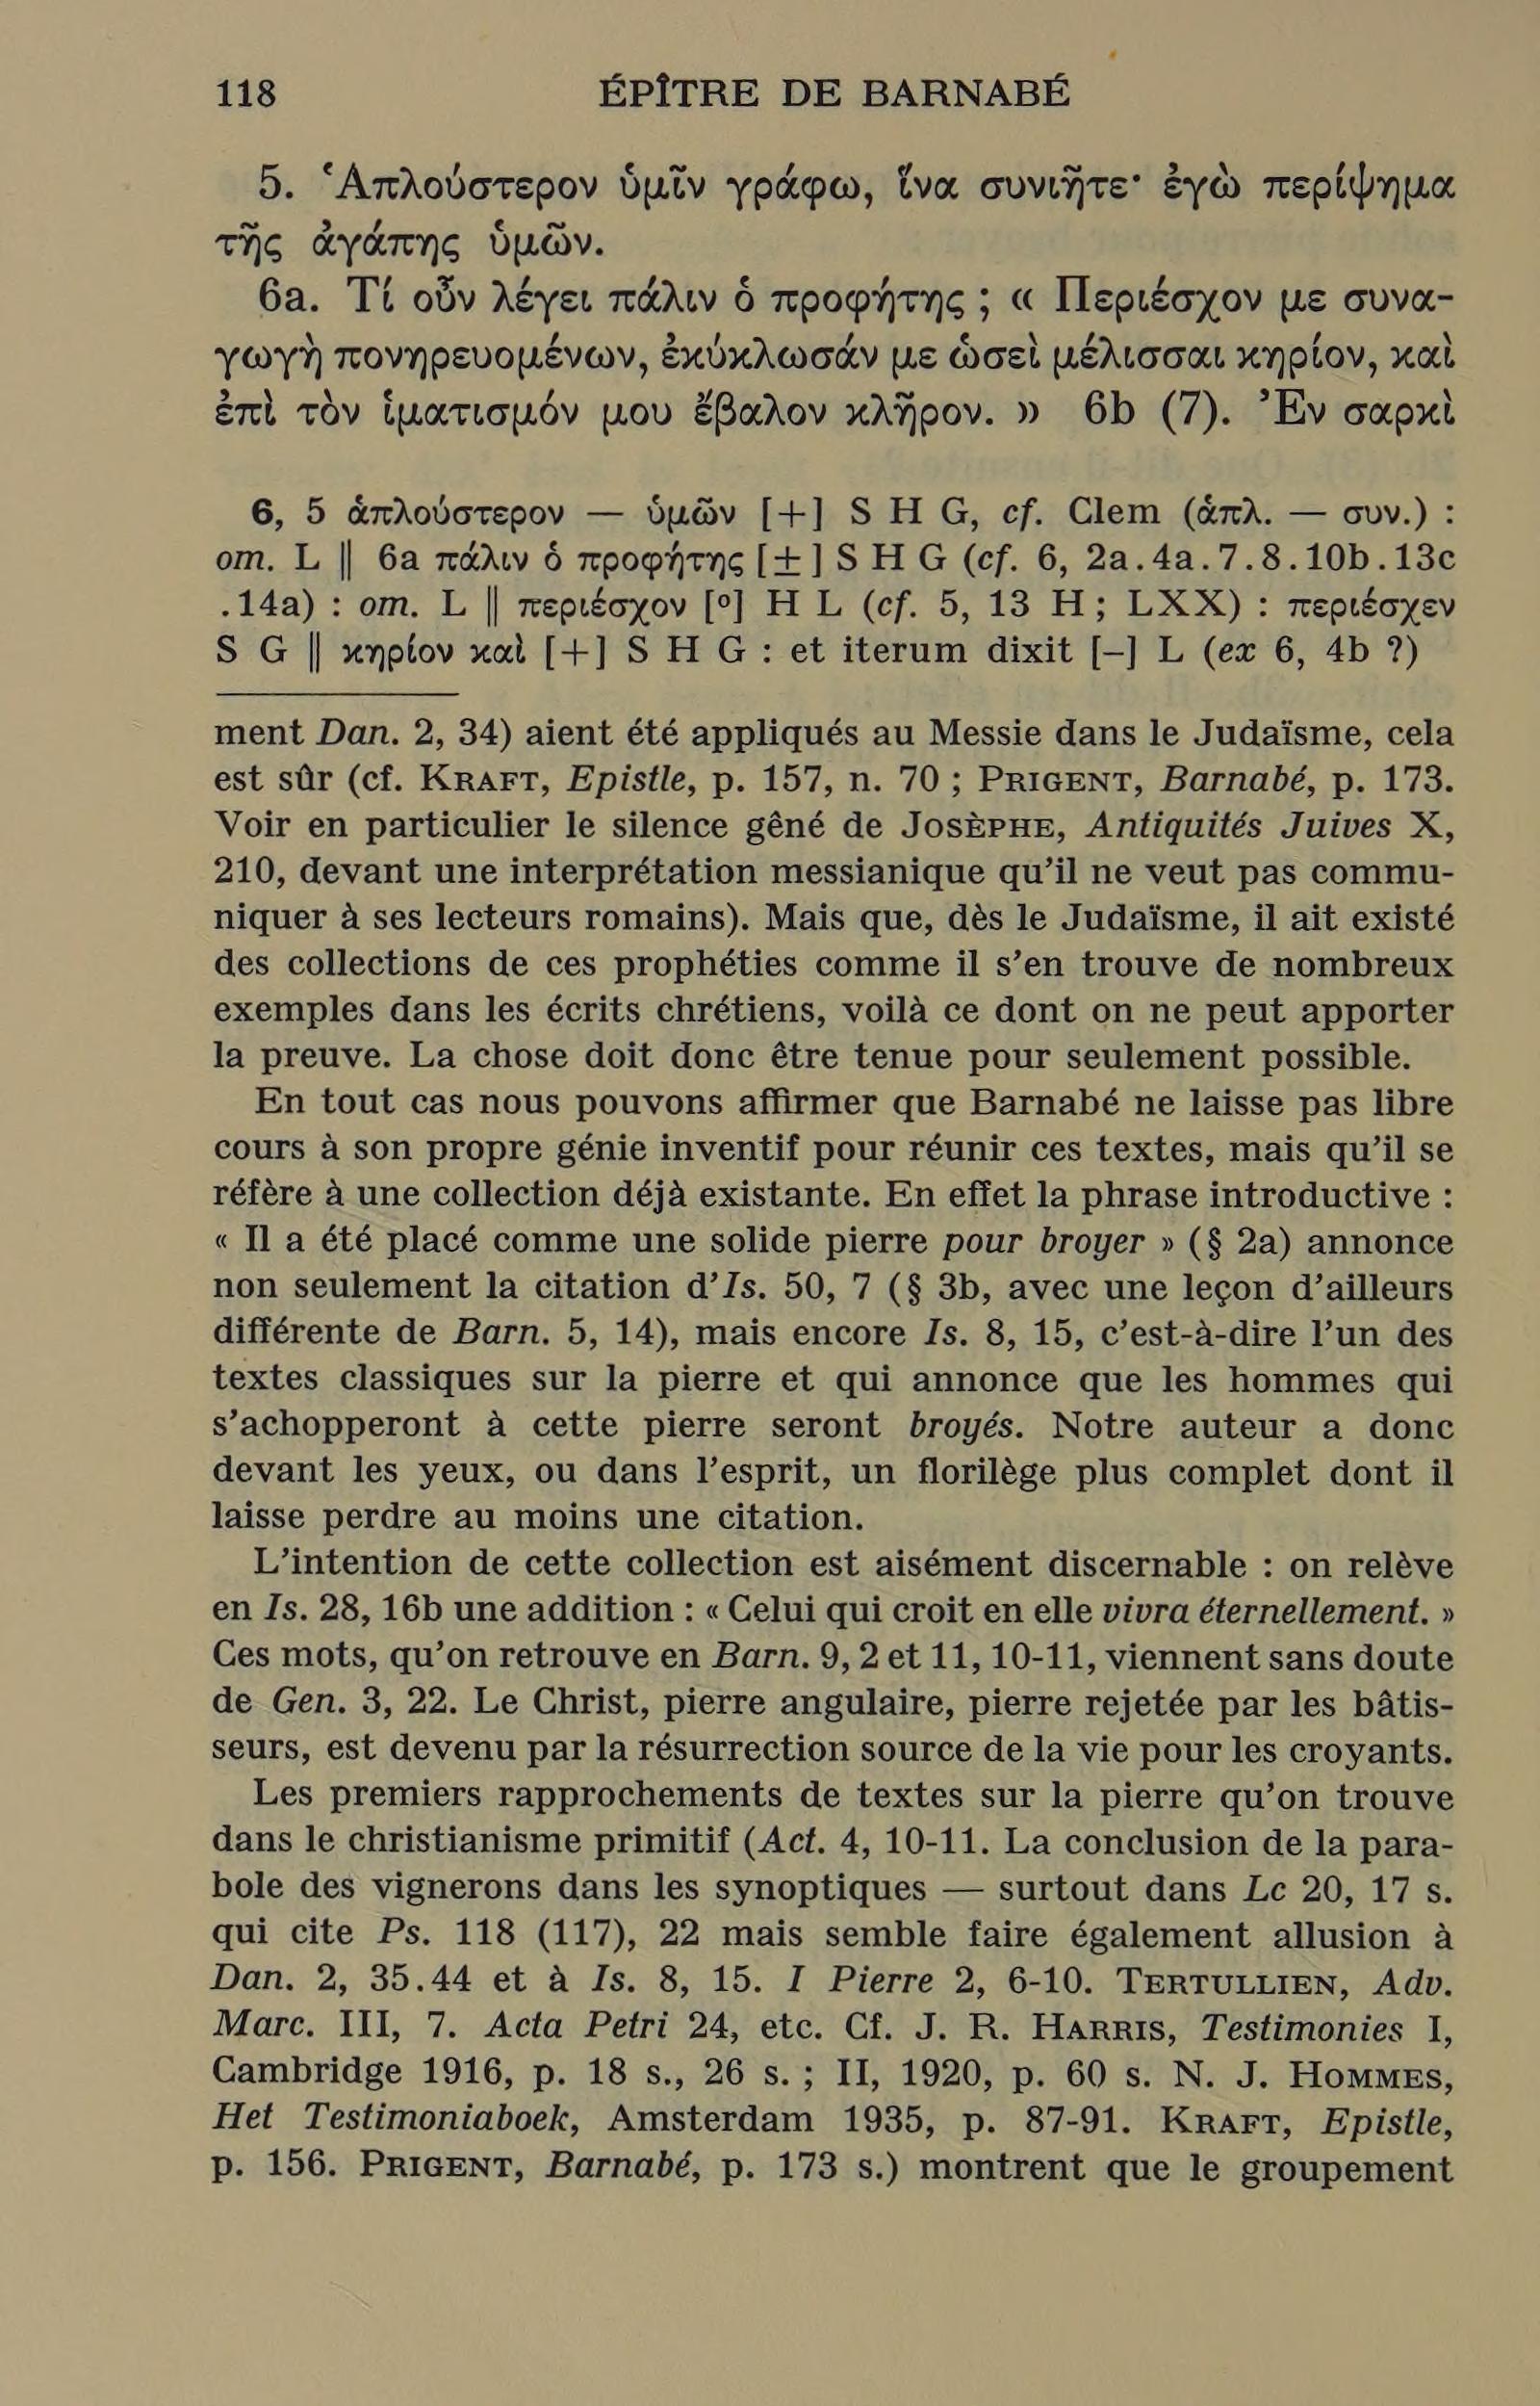 118 ÉPÎTRE DE BARNABÉ
5. Ἁπλούστερον ὑμῖν γράφω, ἵνα συνιῆτε· ἐγὼ περίψημα
τῆς ἀγάπης ὑμῶν.
6a. Τί οὖν λέγει πάλιν ὁ προφήτης ; « Περιέσχον με συνα-
γωγὴ πονηρευομένων, ἐκύκλωσάν με ὡσεὶ μέλισσαι κηρίον, καὶ
ἐπὶ τὸν ἱματισμόν μου ἔβαλον κλῆρον. » 6b (7). Ἐν σαρκὶ
6, 5 ἁπλούστερον — ὑμῶν [+] S H G, cf. Clem (ἁπλ. — συν.) :
om. L || 6a πάλιν ὁ προφήτης [±] S H G (cf. 6, 2a.4a.7.8.10b.13c
.14a) : om. L || περιέσχον [⁰] H L (cf. 5, 13 H ; LXX) : περιέσχεν
S G || κηρίον καὶ [+] S H G : et iterum dixit [–] L (ex 6, 4b ?)
ment Dan. 2, 34) aient été appliqués au Messie dans le Judaïsme, cela
est sûr (cf. KRAFT, Epistle, p. 157, n. 70 ; PRIGENT, Barnabé, p. 173.
Voir en particulier le silence gêné de JOSÈPHE, Antiquités Juives X,
210, devant une interprétation messianique qu’il ne veut pas commu-
niquer à ses lecteurs romains). Mais que, dès le Judaïsme, il ait existé
des collections de ces prophéties comme il s’en trouve de nombreux
exemples dans les écrits chrétiens, voilà ce dont on ne peut apporter
la preuve. La chose doit donc être tenue pour seulement possible.
En tout cas nous pouvons affirmer que Barnabé ne laisse pas libre
cours à son propre génie inventif pour réunir ces textes, mais qu’il se
réfère à une collection déjà existante. En effet la phrase introductive :
« Il a été placé comme une solide pierre pour broyer » (§ 2a) annonce
non seulement la citation d’Is. 50, 7 (§ 3b, avec une leçon d’ailleurs
différente de Barn. 5, 14), mais encore Is. 8, 15, c’est-à-dire l’un des
textes classiques sur la pierre et qui annonce que les hommes qui
s’achopperont à cette pierre seront broyés. Notre auteur a donc
devant les yeux, ou dans l’esprit, un florilège plus complet dont il
laisse perdre au moins une citation.
L’intention de cette collection est aisément discernable : on relève
en Is. 28, 16b une addition : « Celui qui croit en elle vivra éternellement. »
Ces mots, qu’on retrouve en Barn. 9, 2 et 11, 10-11, viennent sans doute
de Gen. 3, 22. Le Christ, pierre angulaire, pierre rejetée par les bâtis-
seurs, est devenu par la résurrection source de la vie pour les croyants.
Les premiers rapprochements de textes sur la pierre qu’on trouve
dans le christianisme primitif (Act. 4, 10-11. La conclusion de la para-
bole des vignerons dans les synoptiques — surtout dans Lc 20, 17 s.
qui cite Ps. 118 (117), 22 mais semble faire également allusion à
Dan. 2, 35.44 et à Is. 8, 15. I Pierre 2, 6-10. TERTULLIEN, Adv.
Marc. III, 7. Acta Petri 24, etc. Cf. J. R. HARRIS, Testimonies I,
Cambridge 1916, p. 18 s., 26 s. ; II, 1920, p. 60 s. N. J. HOMMES,
Het Testimoniaboek, Amsterdam 1935, p. 87-91. KRAFT, Epistle,
p. 156. PRIGENT, Barnabé, p. 173 s.) montrent que le groupement